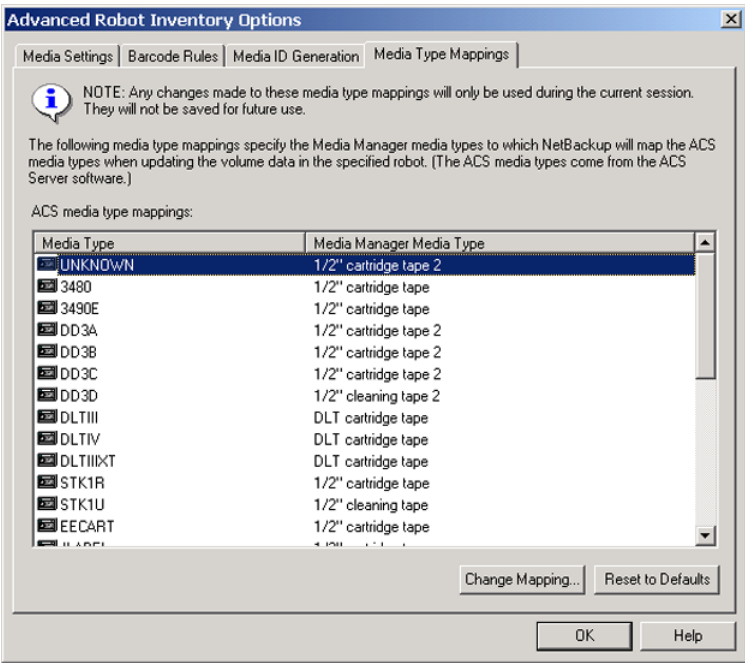 Advanced Robot Inventory Options
Media Settings Barcode Rules Media ID Generation Media Type Mappings
NOTE: Any changes made to these media type mappings will only be used during the current session.
They will not be saved for future use.
The following media type mappings specify the Media Manager media types to which NetBackup will map the ACS
media types when updating the volume data in the specified robot. (The ACS media types come from the ACS
Server software.)
ACS media type mappings:
Media Type Media Manager Media Type
UNKNOWN 1/2" cartridge tape 2
3480 1/2" cartridge tape
3490E 1/2" cartridge tape
DD3A 1/2" cartridge tape 2
DD3B 1/2" cartridge tape 2
DD3C 1/2" cartridge tape 2
DD3D 1/2" cleaning tape 2
DLTIII DLT cartridge tape
DLTIV DLT cartridge tape
DLTIIIXT DLT cartridge tape
STK1R 1/2" cartridge tape
STK1U 1/2" cleaning tape
EECART 1/2" cartridge tape
Change Mapping... Reset to Defaults
OK Help